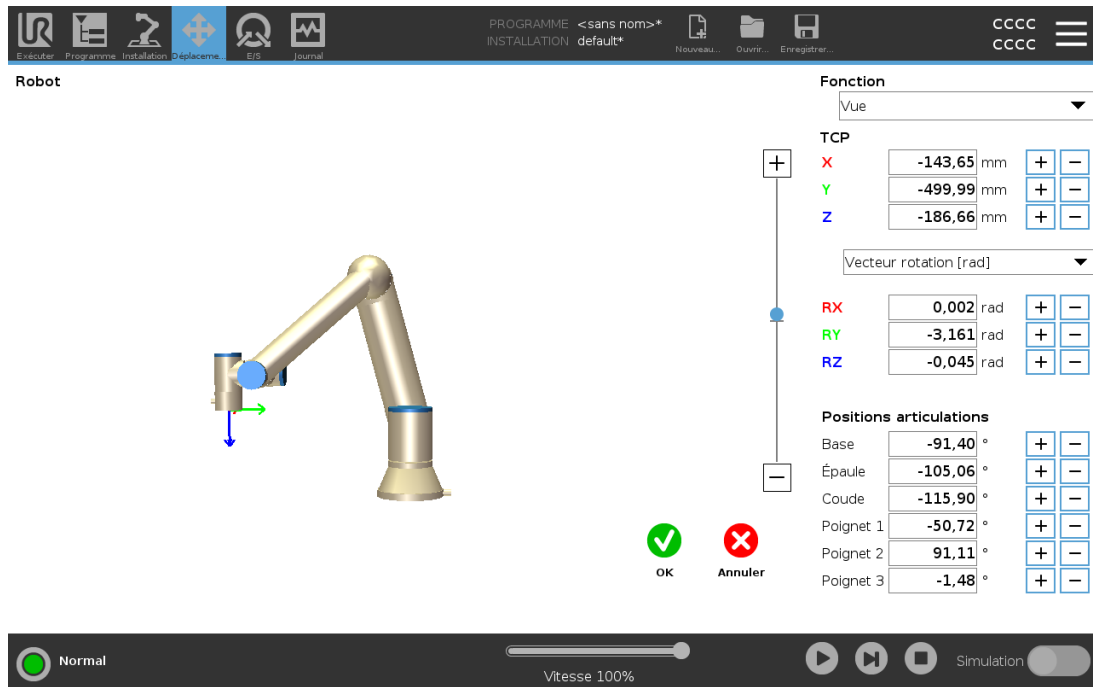 UR
PROGRAMME <sans nom>*
INSTALLATION default*
Exécuter Programme Installation Déplaceme... E/S Journal
Nouveau... Ouvrir... Enregistrer...
CCCC
CCCC
Robot
Fonction
Vue
TCP
X -143,65 mm + −
Y -499,99 mm + −
Z -186,66 mm + −
Vecteur rotation [rad]
RX 0,002 rad + −
RY -3,161 rad + −
RZ -0,045 rad + −
Positions articulations
Base -91,40 ° + −
Épaule -105,06 ° + −
Coude -115,90 ° + −
Poignet 1 -50,72 ° + −
Poignet 2 91,11 ° + −
Poignet 3 -1,48 ° + −
+
−
OK Annuler
Normal
Vitesse 100%
Simulation